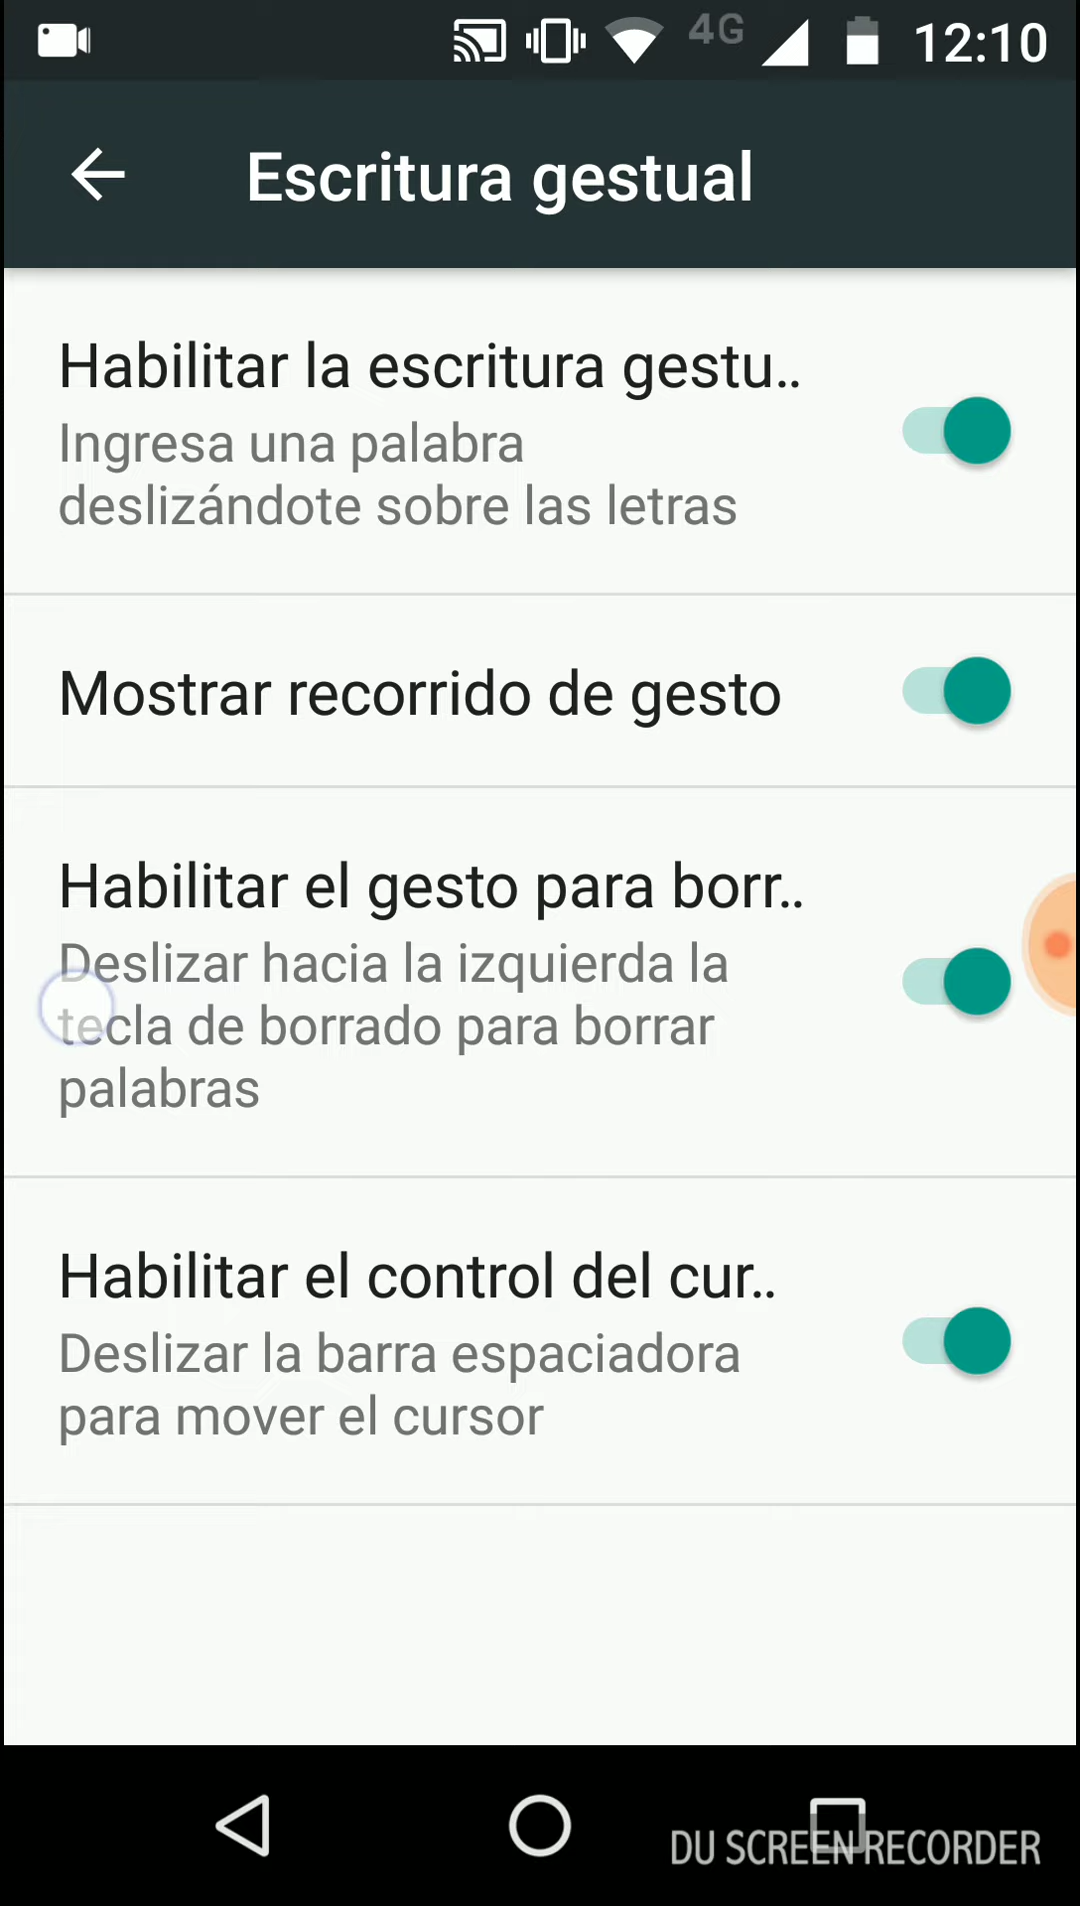 4G 12:10
Escritura gestual
Habilitar la escritura gestu..
Ingresa una palabra
deslizándote sobre las letras
Mostrar recorrido de gesto
Habilitar el gesto para borr..
Deslizar hacia la izquierda la
tecla de borrado para borrar
palabras
Habilitar el control del cur..
Deslizar la barra espaciadora
para mover el cursor
DU SCREEN RECORDER